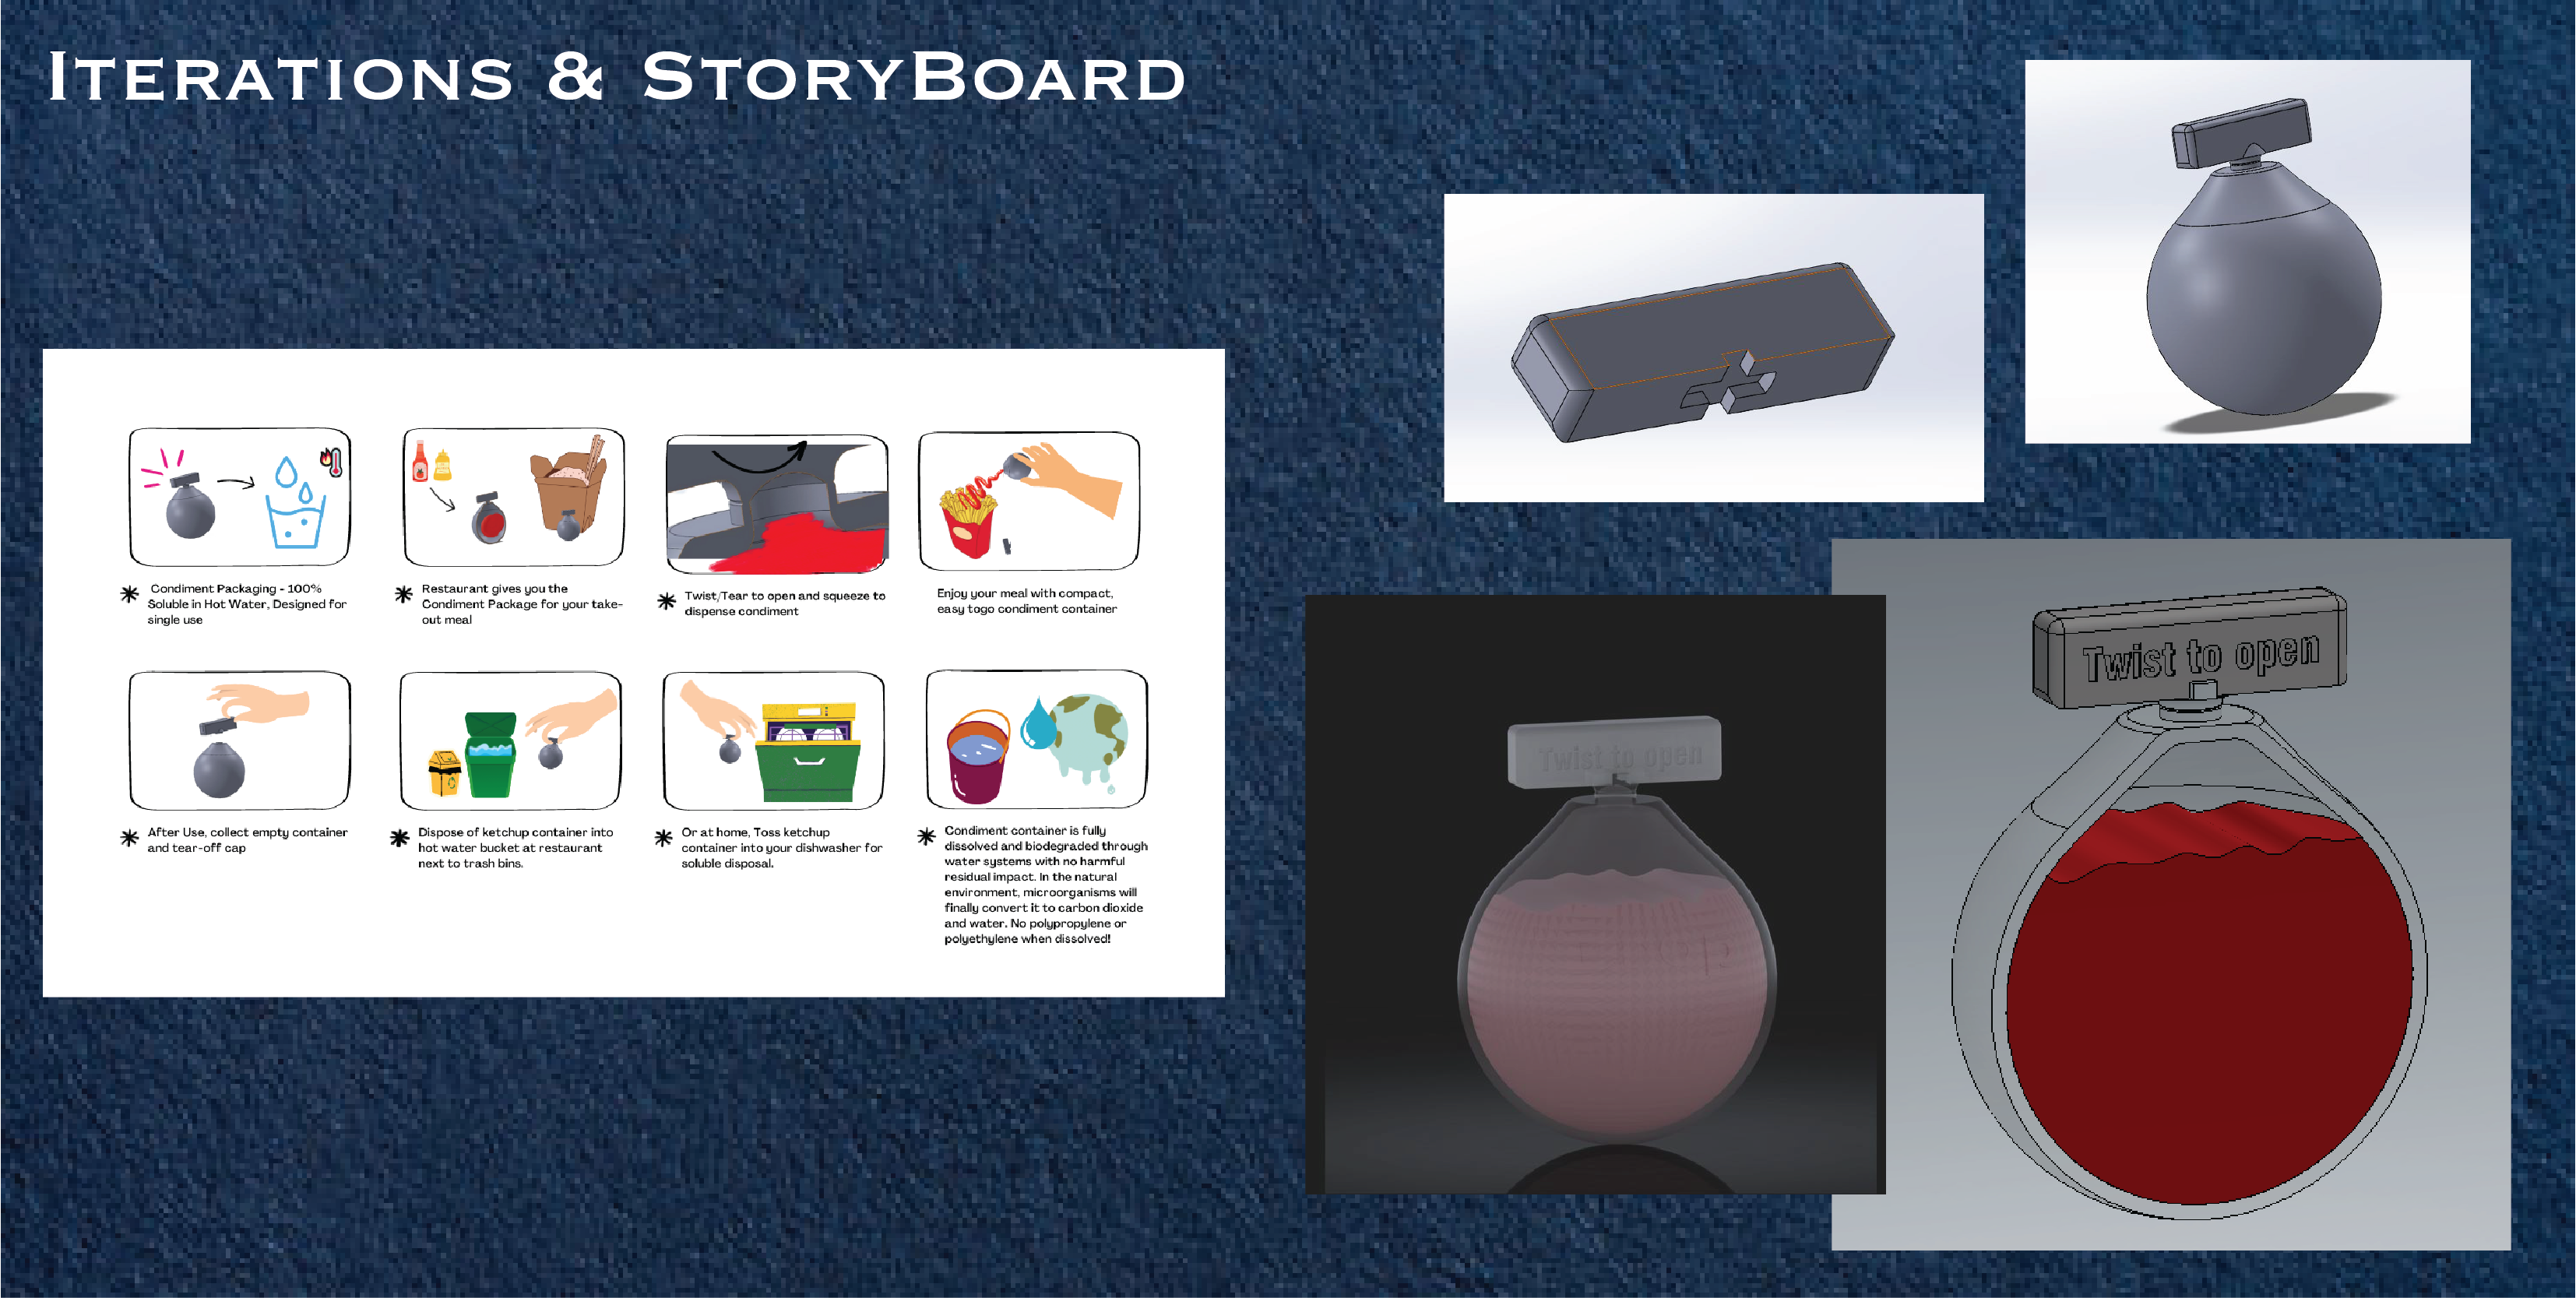 ITERATIONS & STORYBOARD
Condiment Packaging - 100%
Soluble in Hot Water, Designed for
single use
Restaurant gives you the
Condiment Package for your take-
out meal
Twist/Tear to open and squeeze to
dispense condiment
Enjoy your meal with compact,
easy togo condiment container
After Use, collect empty container
and tear-off cap
Dispose of ketchup container into
hot water bucket at restaurant
next to trash bins.
Or at home, Toss ketchup
container into your dishwasher for
soluble disposal.
Condiment container is fully
dissolved and biodegraded through
water systems with no harmful
residual impact. In the natural
environment, microorganisms will
finally convert it to carbon dioxide
and water. No polypropylene or
polyethylene when dissolved!
Twist to open
Twist to open